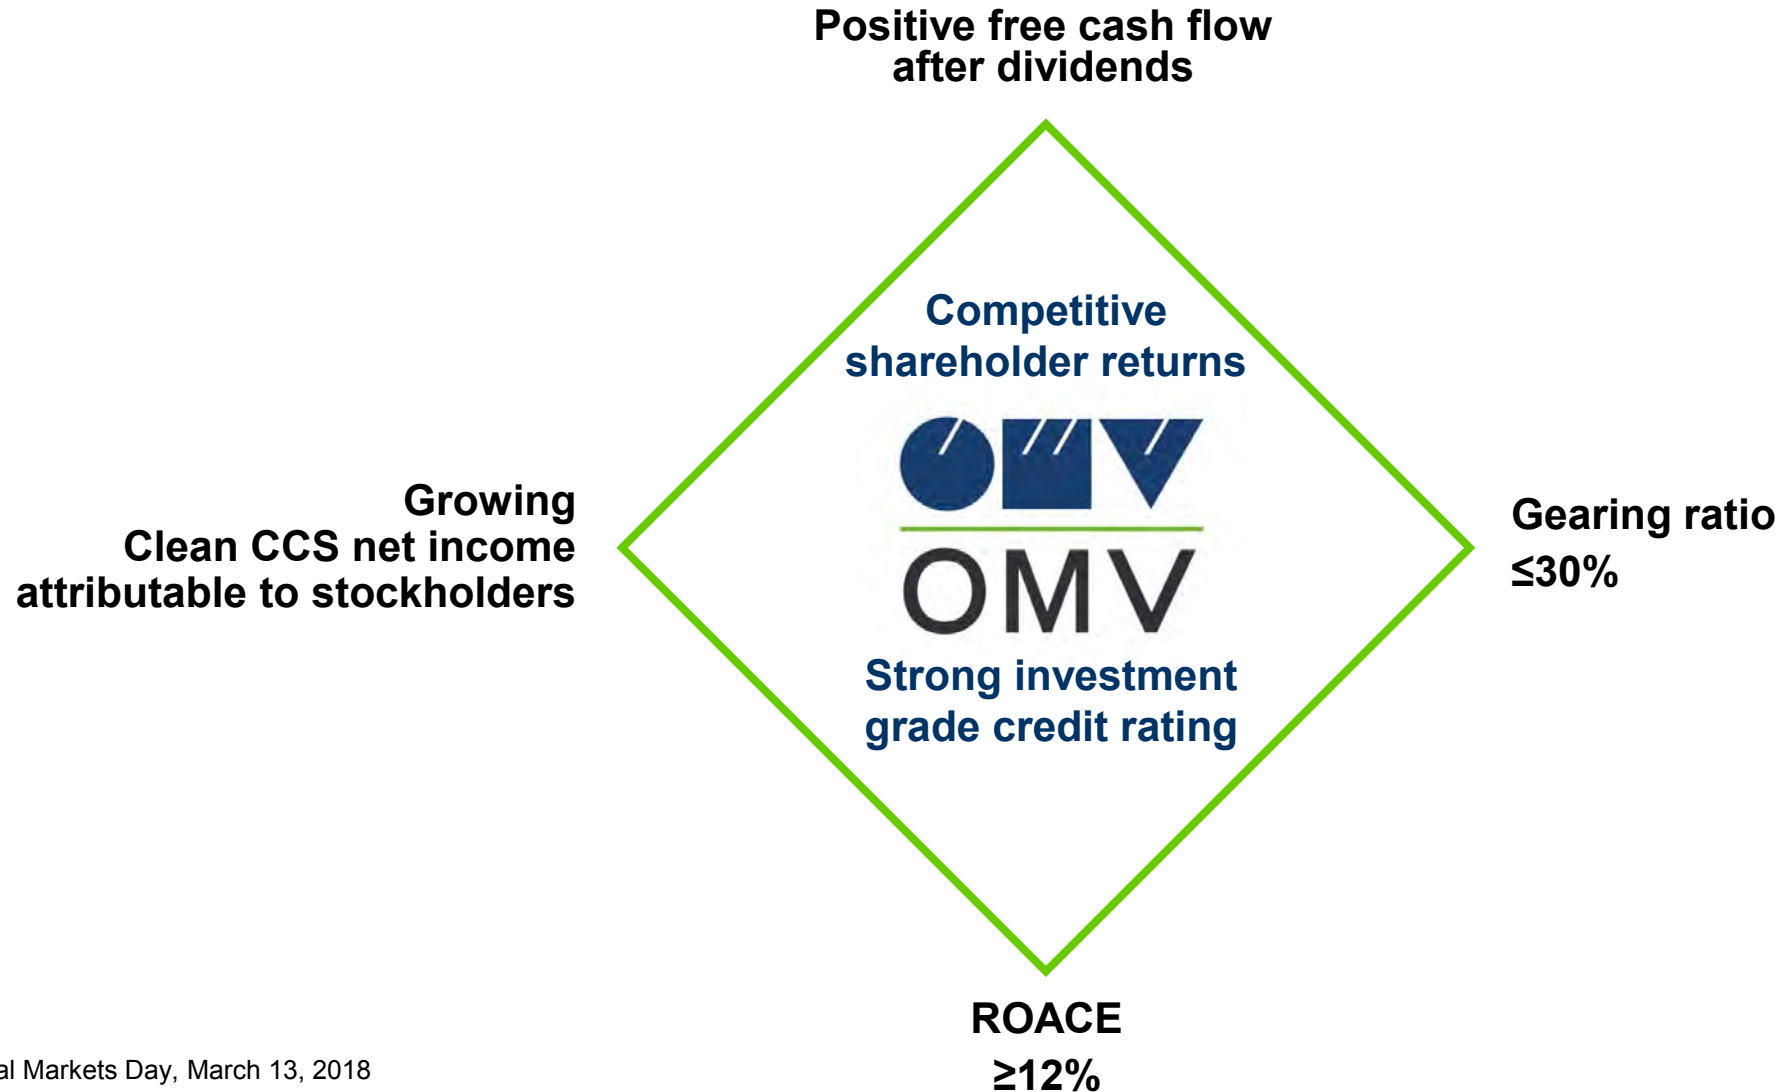 Positive free cash flow
after dividends
Competitive
shareholder returns
OMV
OMV
Strong investment
grade credit rating
Growing
Clean CCS net income
attributable to stockholders
Gearing ratio
≤30%
ROACE
≥12%
Markets Day, March 13, 2018